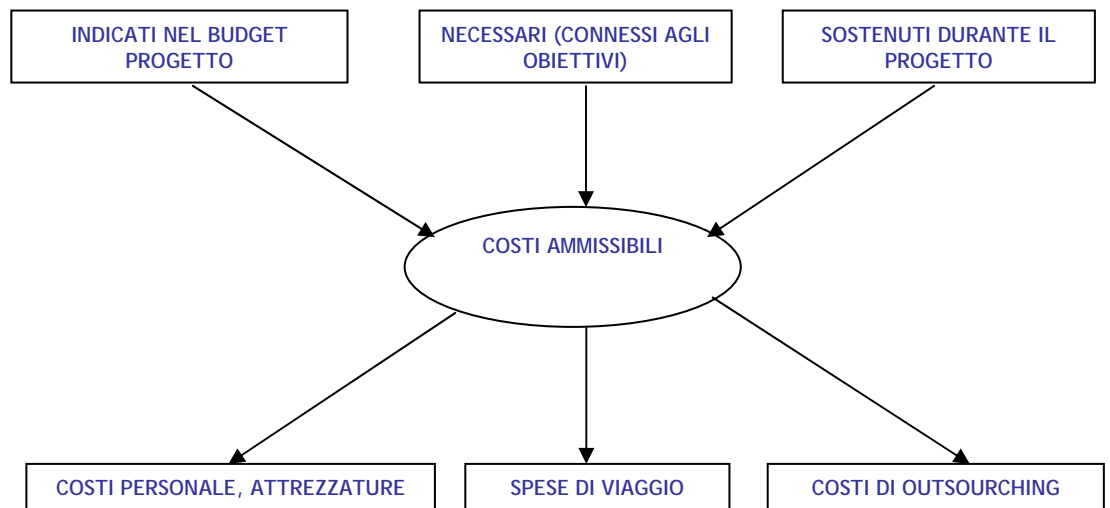 INDICATI NEL BUDGET
PROGETTO
NECESSARI (CONNESSI AGLI
OBIETTIVI)
SOSTENUTI DURANTE IL
PROGETTO
COSTI AMMISSIBILI
COSTI PERSONALE, ATTREZZATURE
SPESE DI VIAGGIO
COSTI DI OUTSOURCHING